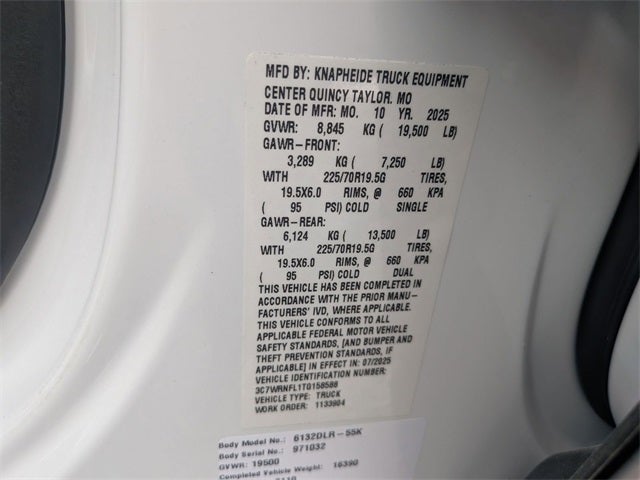 MFD BY: KNAPHEIDE TRUCK EQUIPMENT
CENTER QUINCY TAYLOR. MO
DATE OF MFR: MO. 10 YR. 2025
GVWR: 8,845 KG ( 19,500 LB)
GAWR-FRONT:
3,289 KG ( 7,250 LB)
WITH 225/70R19.5G TIRES,
19.5X6.0 RIMS, @ 660 KPA
( 95 PSI) COLD SINGLE
GAWR-REAR:
6,124 KG ( 13,500 LB)
WITH 225/70R19.5G TIRES,
19.5X6.0 RIMS, @ 660 KPA
( 95 PSI) COLD DUAL
THIS VEHICLE HAS BEEN COMPLETED IN
ACCORDANCE WITH THE PRIOR MANU-
FACTURERS' IVD, WHERE APPLICABLE.
THIS VEHICLE CONFORMS TO ALL
APPLICABLE FEDERAL MOTOR VEHICLE
SAFETY STANDARDS, [AND BUMPER AND
THEFT PREVENTION STANDARDS, IF
APPLICABLE] IN EFFECT IN: 07/2025
VEHICLE IDENTIFICATION NUMBER:
3C7WRNFL1TG158588
VEHICLE TYPE: TRUCK
WORK ORDER: 1133904
Body Model No.: 6132DLR-55K
Body Serial No.: 971032
GVWR: 19500
Completed Vehicle Weight: 16390